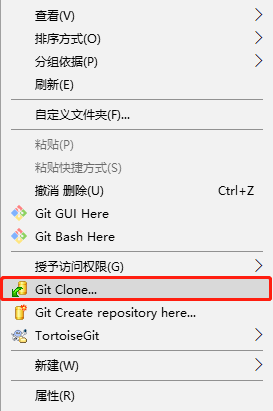 查看(V)
排序方式(O)
分组依据(P)
刷新(E)
自定义文件夹(F)...
粘贴(P)
粘贴快捷方式(S)
撤消 删除(U) Ctrl+Z
Git GUI Here
Git Bash Here
授予访问权限(G)
Git Clone...
Git Create repository here...
TortoiseGit
新建(W)
属性(R)